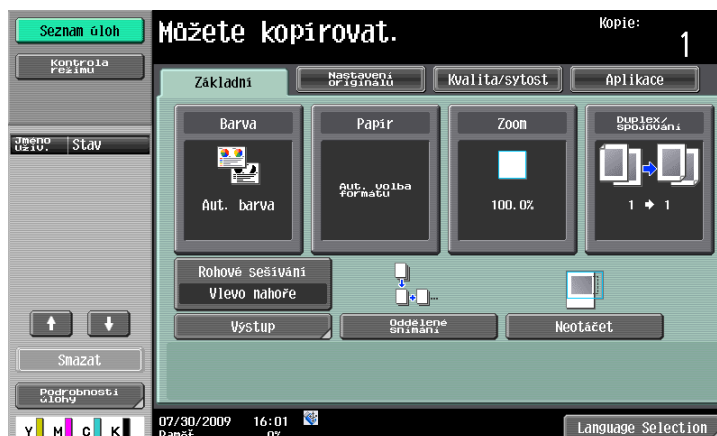 Seznam úloh
Můžete kopírovat.
Kopie:
1
Kontrola
režimu
Základní
Nastavení
originálu
Kvalita/sytost
Aplikace
Jméno
uživ.
Stav
Barva
Papír
Zoom
Duplex/
spojování
Aut. barva
Aut. volba
formátu
100.0%
1 → 1
Rohové sešívání
Vlevo nahoře
Výstup
Oddělené
snímání
Neotáčet
Smazat
Podrobnosti
úlohy
Y M C K
07/30/2009 16:01
Paměť 0%
Language Selection